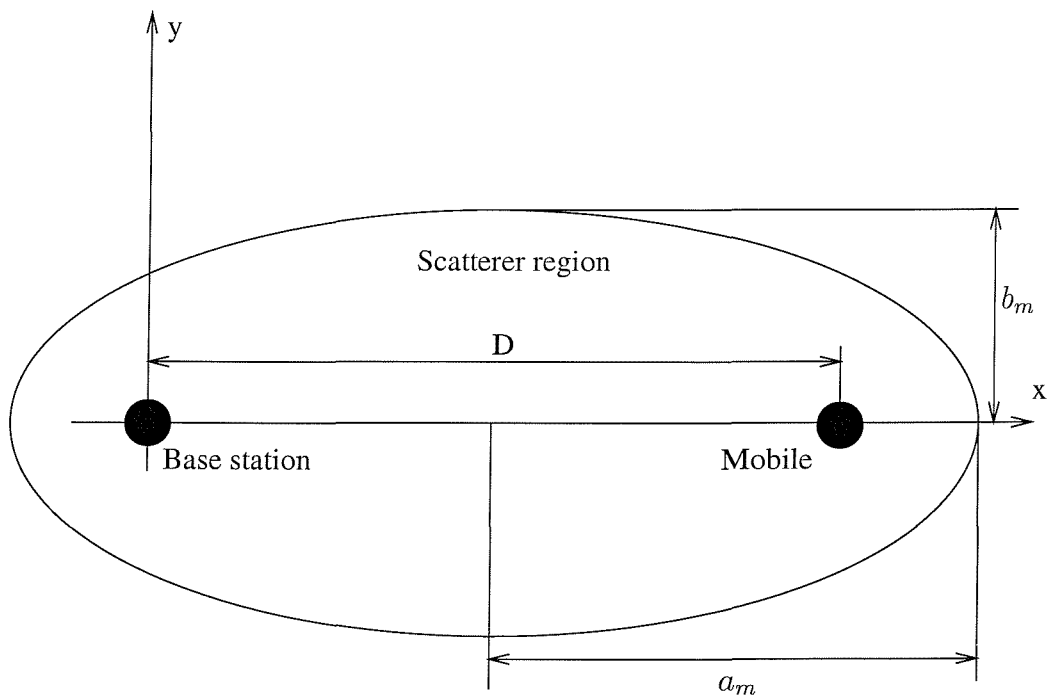 y
Scatterer region
b_m
D
x
Base station
Mobile
a_m